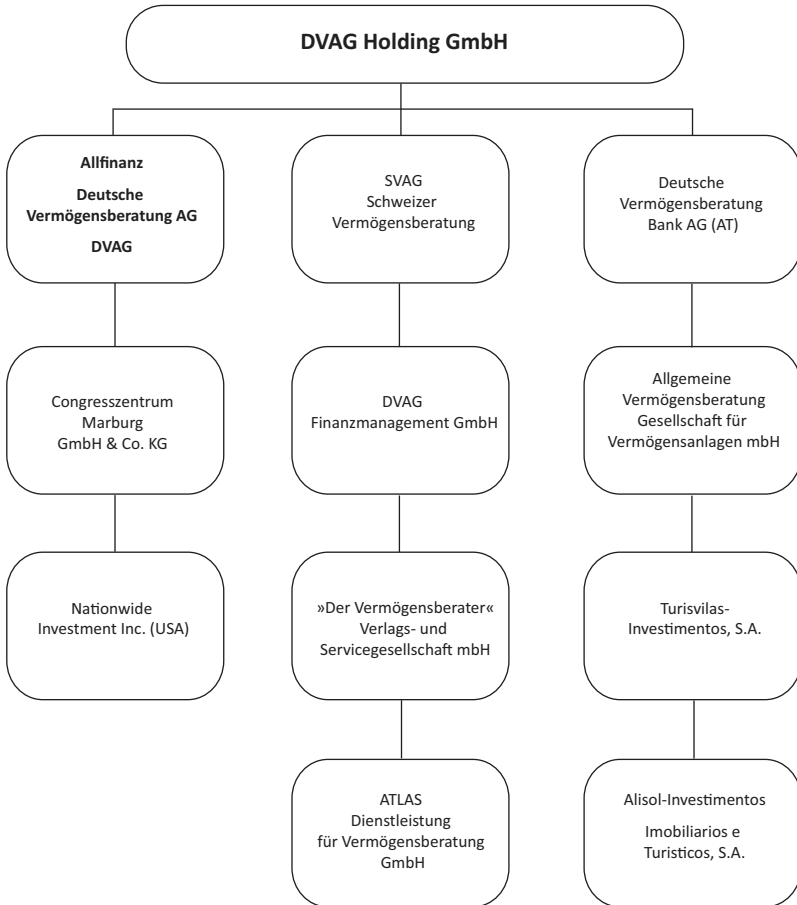 DVAG Holding GmbH
Allfinanz
Deutsche
Vermögensberatung AG
DVAG
SVAG
Schweizer
Vermögensberatung
Deutsche
Vermögensberatung
Bank AG (AT)
Congresszentrum
Marburg
GmbH & Co. KG
DVAG
Finanzmanagement GmbH
Allgemeine
Vermögensberatung
Gesellschaft für
Vermögensanlagen mbH
Nationwide
Investment Inc. (USA)
»Der Vermögensberater«
Verlags- und
Servicegesellschaft mbH
Turisvilas-
Investimentos, S.A.
ATLAS
Dienstleistung
für Vermögensberatung
GmbH
Alisol-Investimentos
Imobiliarios e
Turisticos, S.A.